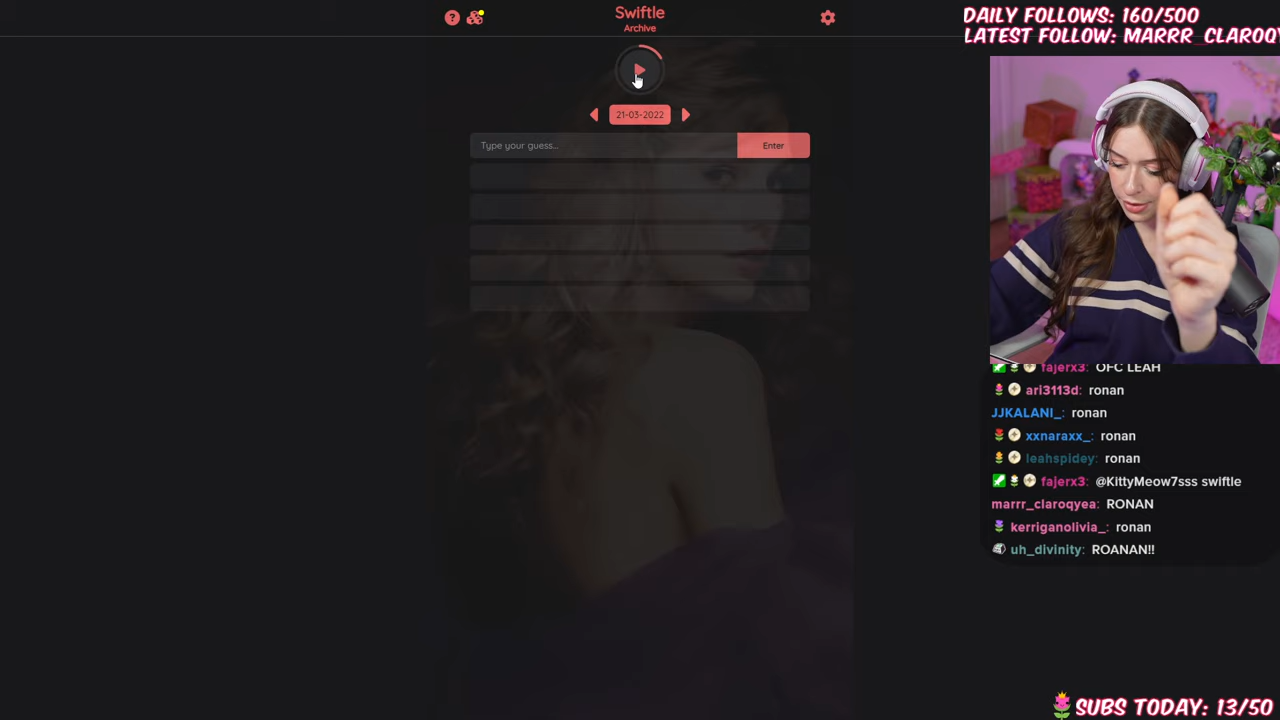 Swiftle
Archive
21-03-2022
Type your guess...
Enter
DAILY FOLLOWS: 160/500
LATEST FOLLOW: MARRR_CLAROQY
fajerx3: OFC LEAH
ari3113d: ronan
JJKALANI_: ronan
xxnaraxx_: ronan
leahspidey: ronan
fajerx3: @KittyMeow7sss swiftle
marrr_claroqyea: RONAN
kerriganolivia_: ronan
uh_divinity: ROANAN!!
SUBS TODAY: 13/50